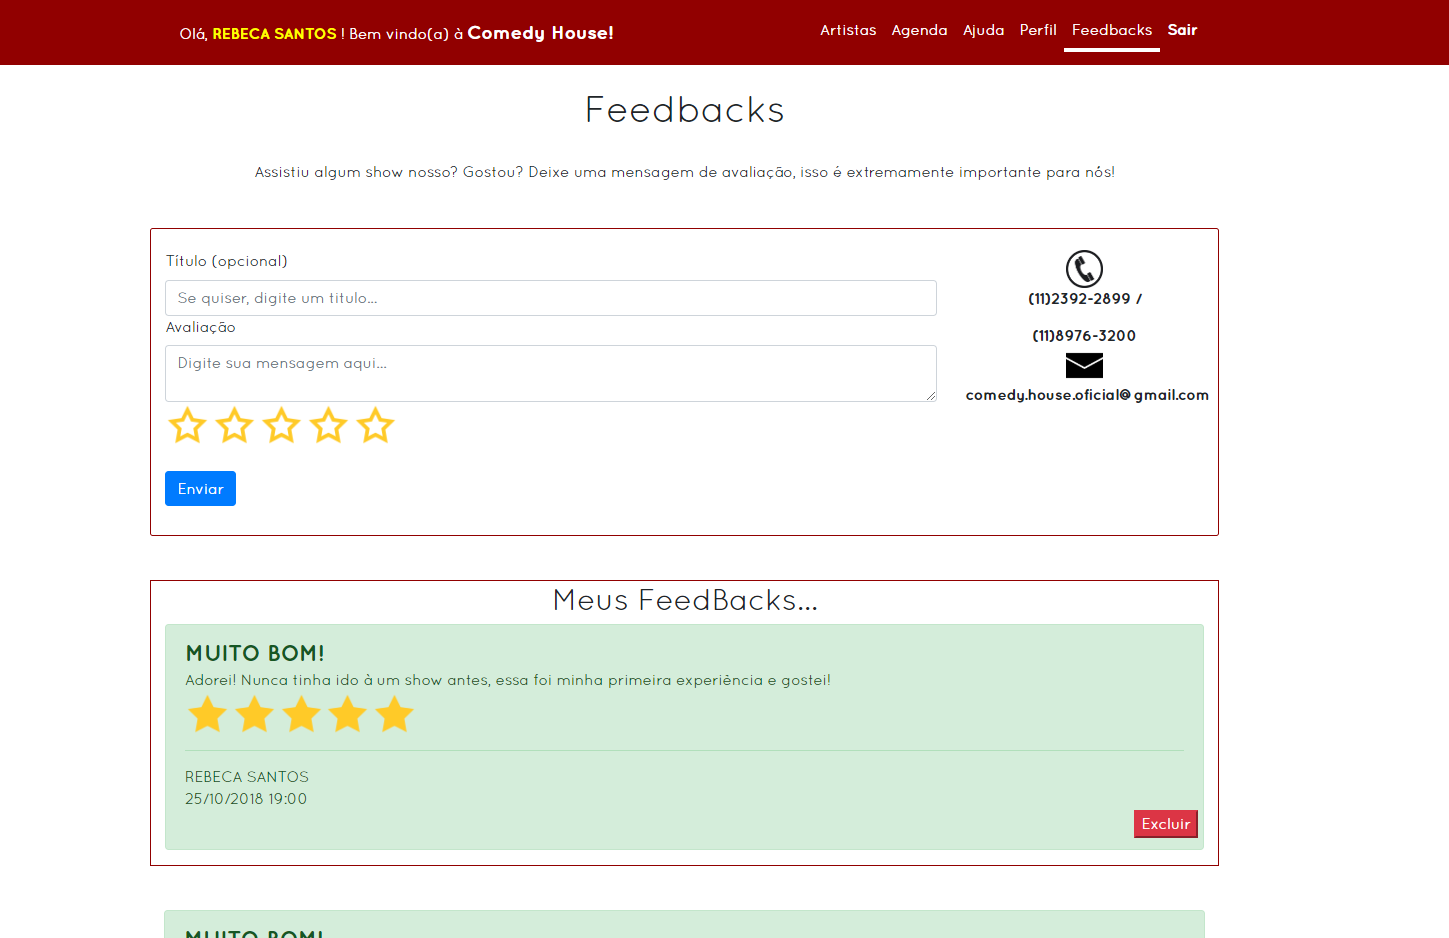 Olá, REBECA SANTOS ! Bem vindo(a) à Comedy House!
Artistas Agenda Ajuda Perfil Feedbacks Sair
Feedbacks
Assistiu algum show nosso? Gostou? Deixe uma mensagem de avaliação, isso é extremamente importante para nós!
Título (opcional)
Se quiser, digite um titulo...
Avaliação
Digite sua mensagem aqui...
Enviar
(11)2392-2899 /
(11)8976-3200
comedy.house.oficial@gmail.com
Meus FeedBacks...
MUITO BOM!
Adorei! Nunca tinha ido à um show antes, essa foi minha primeira experiência e gostei!
REBECA SANTOS
25/10/2018 19:00
Excluir
MUITO BOM!